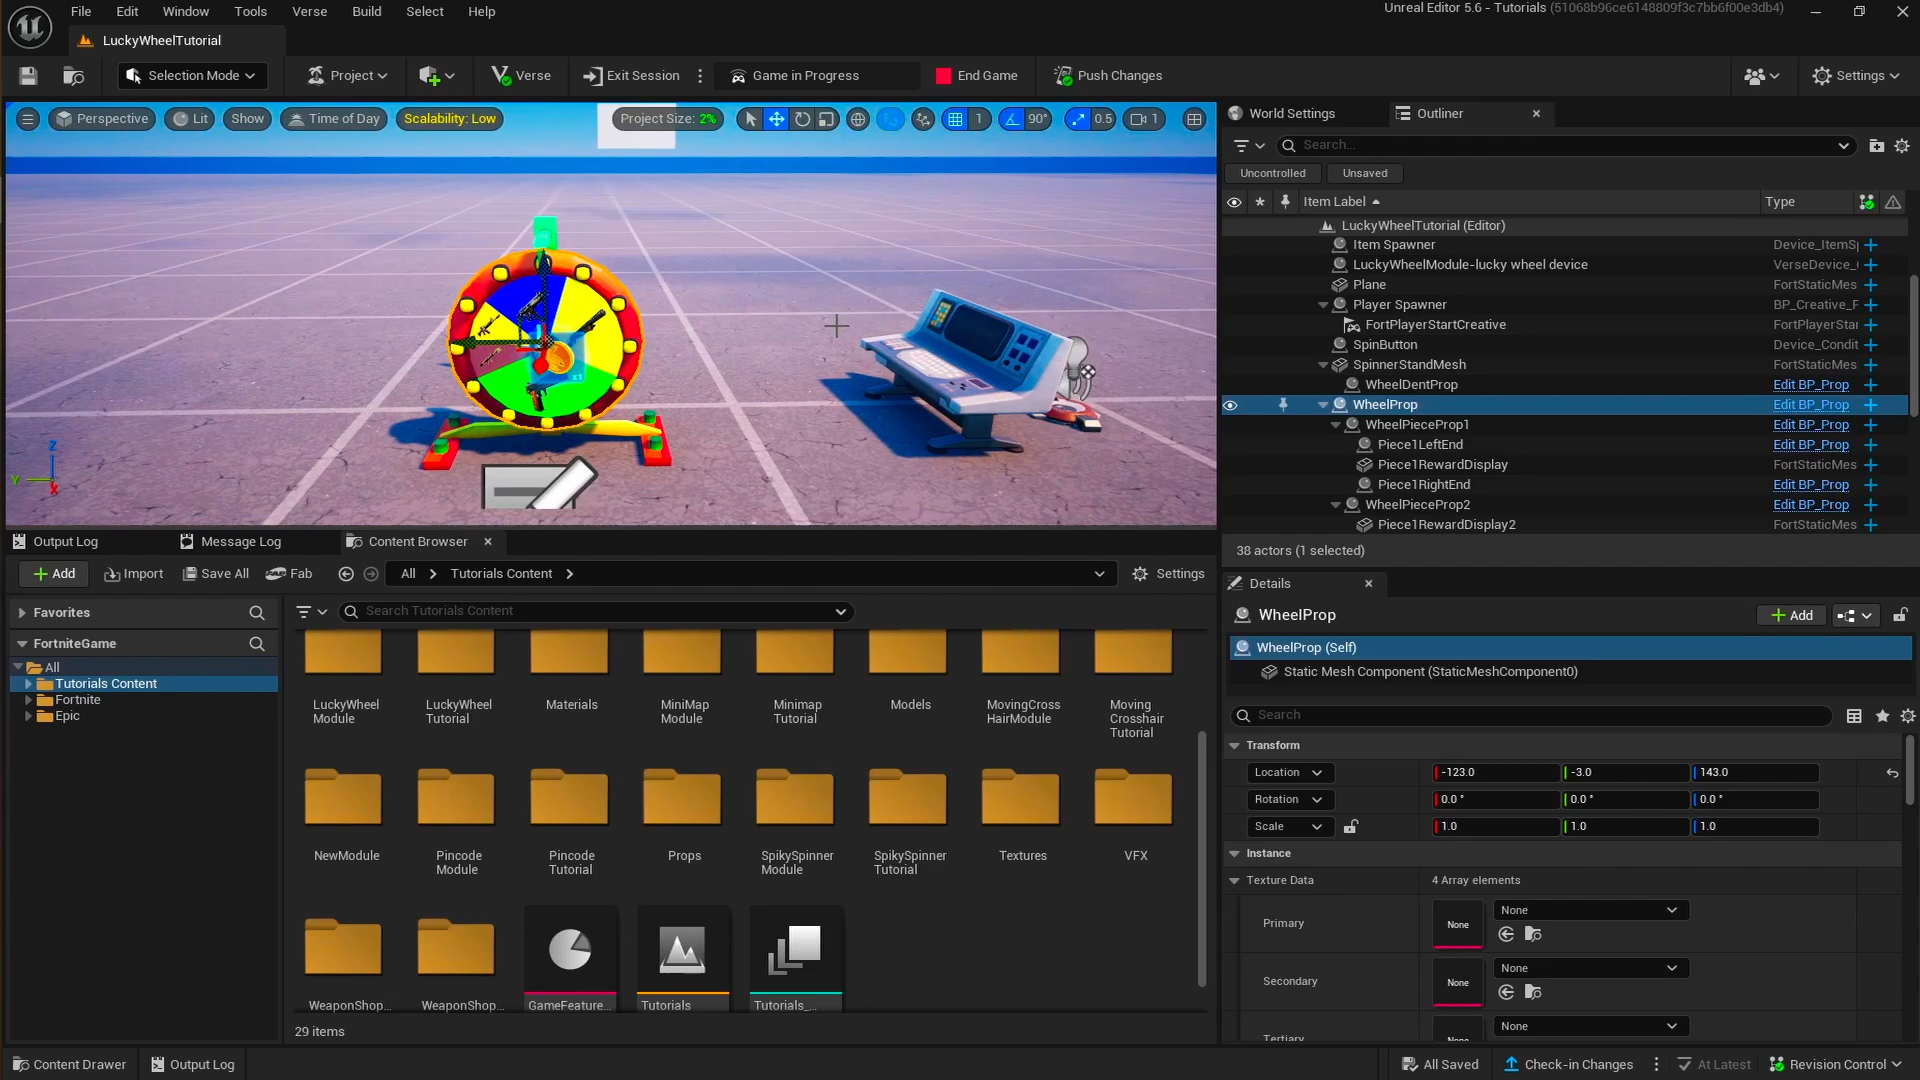 File Edit Window Tools Verse Build Select Help
Unreal Editor 5.6 - Tutorials (51068b96ce6148809f3c7bb6f00e3db4)
LuckyWheelTutorial
Selection Mode Project Verse Exit Session Game in Progress End Game Push Changes Settings
Perspective Lit Show Time of Day Scalability: Low Project Size: 2% 1 90° 0.5 1
x1
Z
Y
X
World Settings
Outliner
Search...
Uncontrolled Unsaved
Item Label Type
LuckyWheelTutorial (Editor)
Item Spawner Device_ItemS
LuckyWheelModule-lucky wheel device VerseDevice_
Plane FortStaticMes
Player Spawner BP_Creative_F
FortPlayerStartCreative FortPlayerStar
SpinButton Device_Condit
SpinnerStandMesh FortStaticMes
WheelDentProp Edit BP_Prop
WheelProp Edit BP_Prop
WheelPieceProp1 Edit BP_Prop
Piece1LeftEnd Edit BP_Prop
Piece1RewardDisplay FortStaticMes
Piece1RightEnd Edit BP_Prop
WheelPieceProp2 Edit BP_Prop
Piece1RewardDisplay2 FortStaticMes
38 actors (1 selected)
Output Log Message Log Content Browser
Add Import Save All Fab All Tutorials Content Settings
Favorites
FortniteGame
All
Tutorials Content
Fortnite
Epic
Search Tutorials Content
LuckyWheel Module
LuckyWheel Tutorial
Materials
MiniMap Module
Minimap Tutorial
Models
MovingCross HairModule
Moving Crosshair Tutorial
NewModule
Pincode Module
Pincode Tutorial
Props
SpikySpinner Module
SpikySpinner Tutorial
Textures
VFX
WeaponShop...
WeaponShop...
GameFeature...
Tutorials
Tutorials_...
29 items
Details
WheelProp Add
WheelProp (Self)
Static Mesh Component (StaticMeshComponent0)
Search
Transform
Location -123.0 -3.0 143.0
Rotation 0.0 ° 0.0 ° 0.0 °
Scale 1.0 1.0 1.0
Instance
Texture Data 4 Array elements
Primary None None
Secondary None None
Tertiary None None
Content Drawer Output Log All Saved Check-in Changes At Latest Revision Control